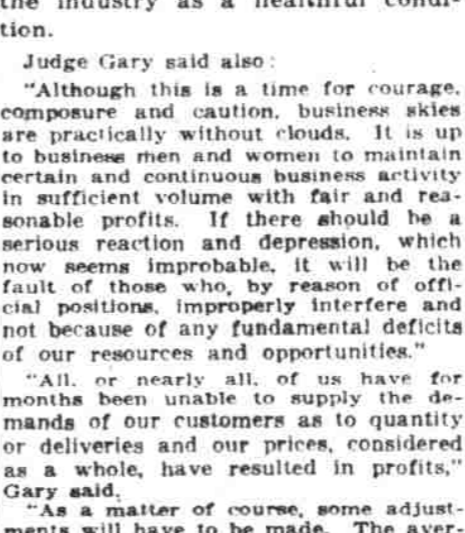 the industry as a healthful condi-
tion.
Judge Gary said also:
"Although this is a time for courage,
composure and caution, business skies
are practically without clouds. It is up
to business men and women to maintain
certain and continuous business activity
in sufficient volume with fair and rea-
sonable profits. If there should be a
serious reaction and depression, which
now seems improbable, it will be the
fault of those who, by reason of offi-
cial positions, improperly interfere and
not because of any fundamental deficits
of our resources and opportunities."
"All, or nearly all, of us have for
months been unable to supply the de-
mands of our customers as to quantity
or deliveries and our prices, considered
as a whole, have resulted in profits,"
Gary said.
"As a matter of course, some adjust-
ments will have to be made. The aver-